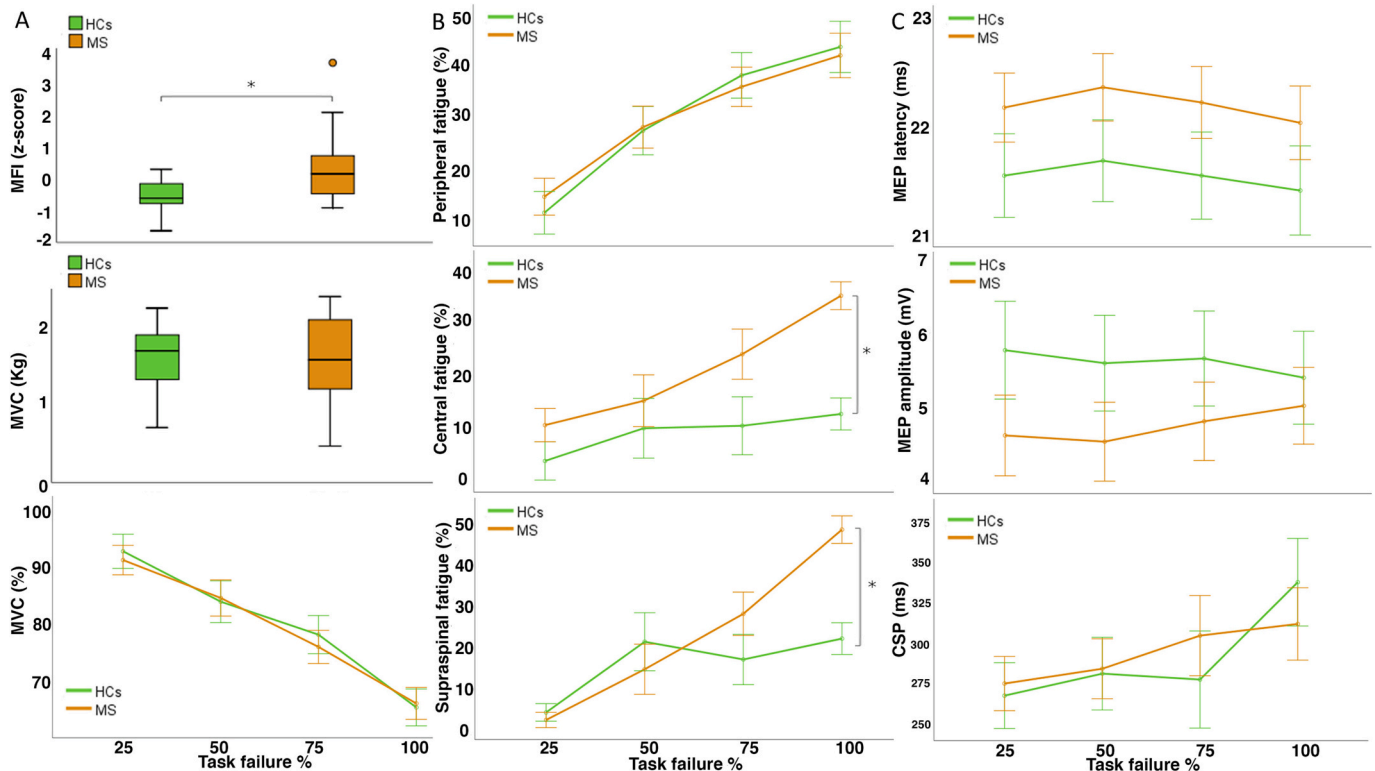 A
HCs
MS
MFI (z-score)
4
3
2
1
0
-1
-2
*
HCs
MS
MVC (Kg)
2
1
0
MVC (%)
100
90
80
70
HCs
MS
25 50 75 100
Task failure %
B
HCs
MS
Peripheral fatigue (%)
50
40
30
20
10
HCs
MS
Central fatigue (%)
40
30
20
10
0
*
HCs
MS
Supraspinal fatigue (%)
50
40
30
20
10
0
*
25 50 75 100
Task failure %
C
HCs
MS
MEP latency (ms)
23
22
21
HCs
MS
MEP amplitude (mV)
7
6
5
4
HCs
MS
CSP (ms)
375
350
325
300
275
250
25 50 75 100
Task failure %